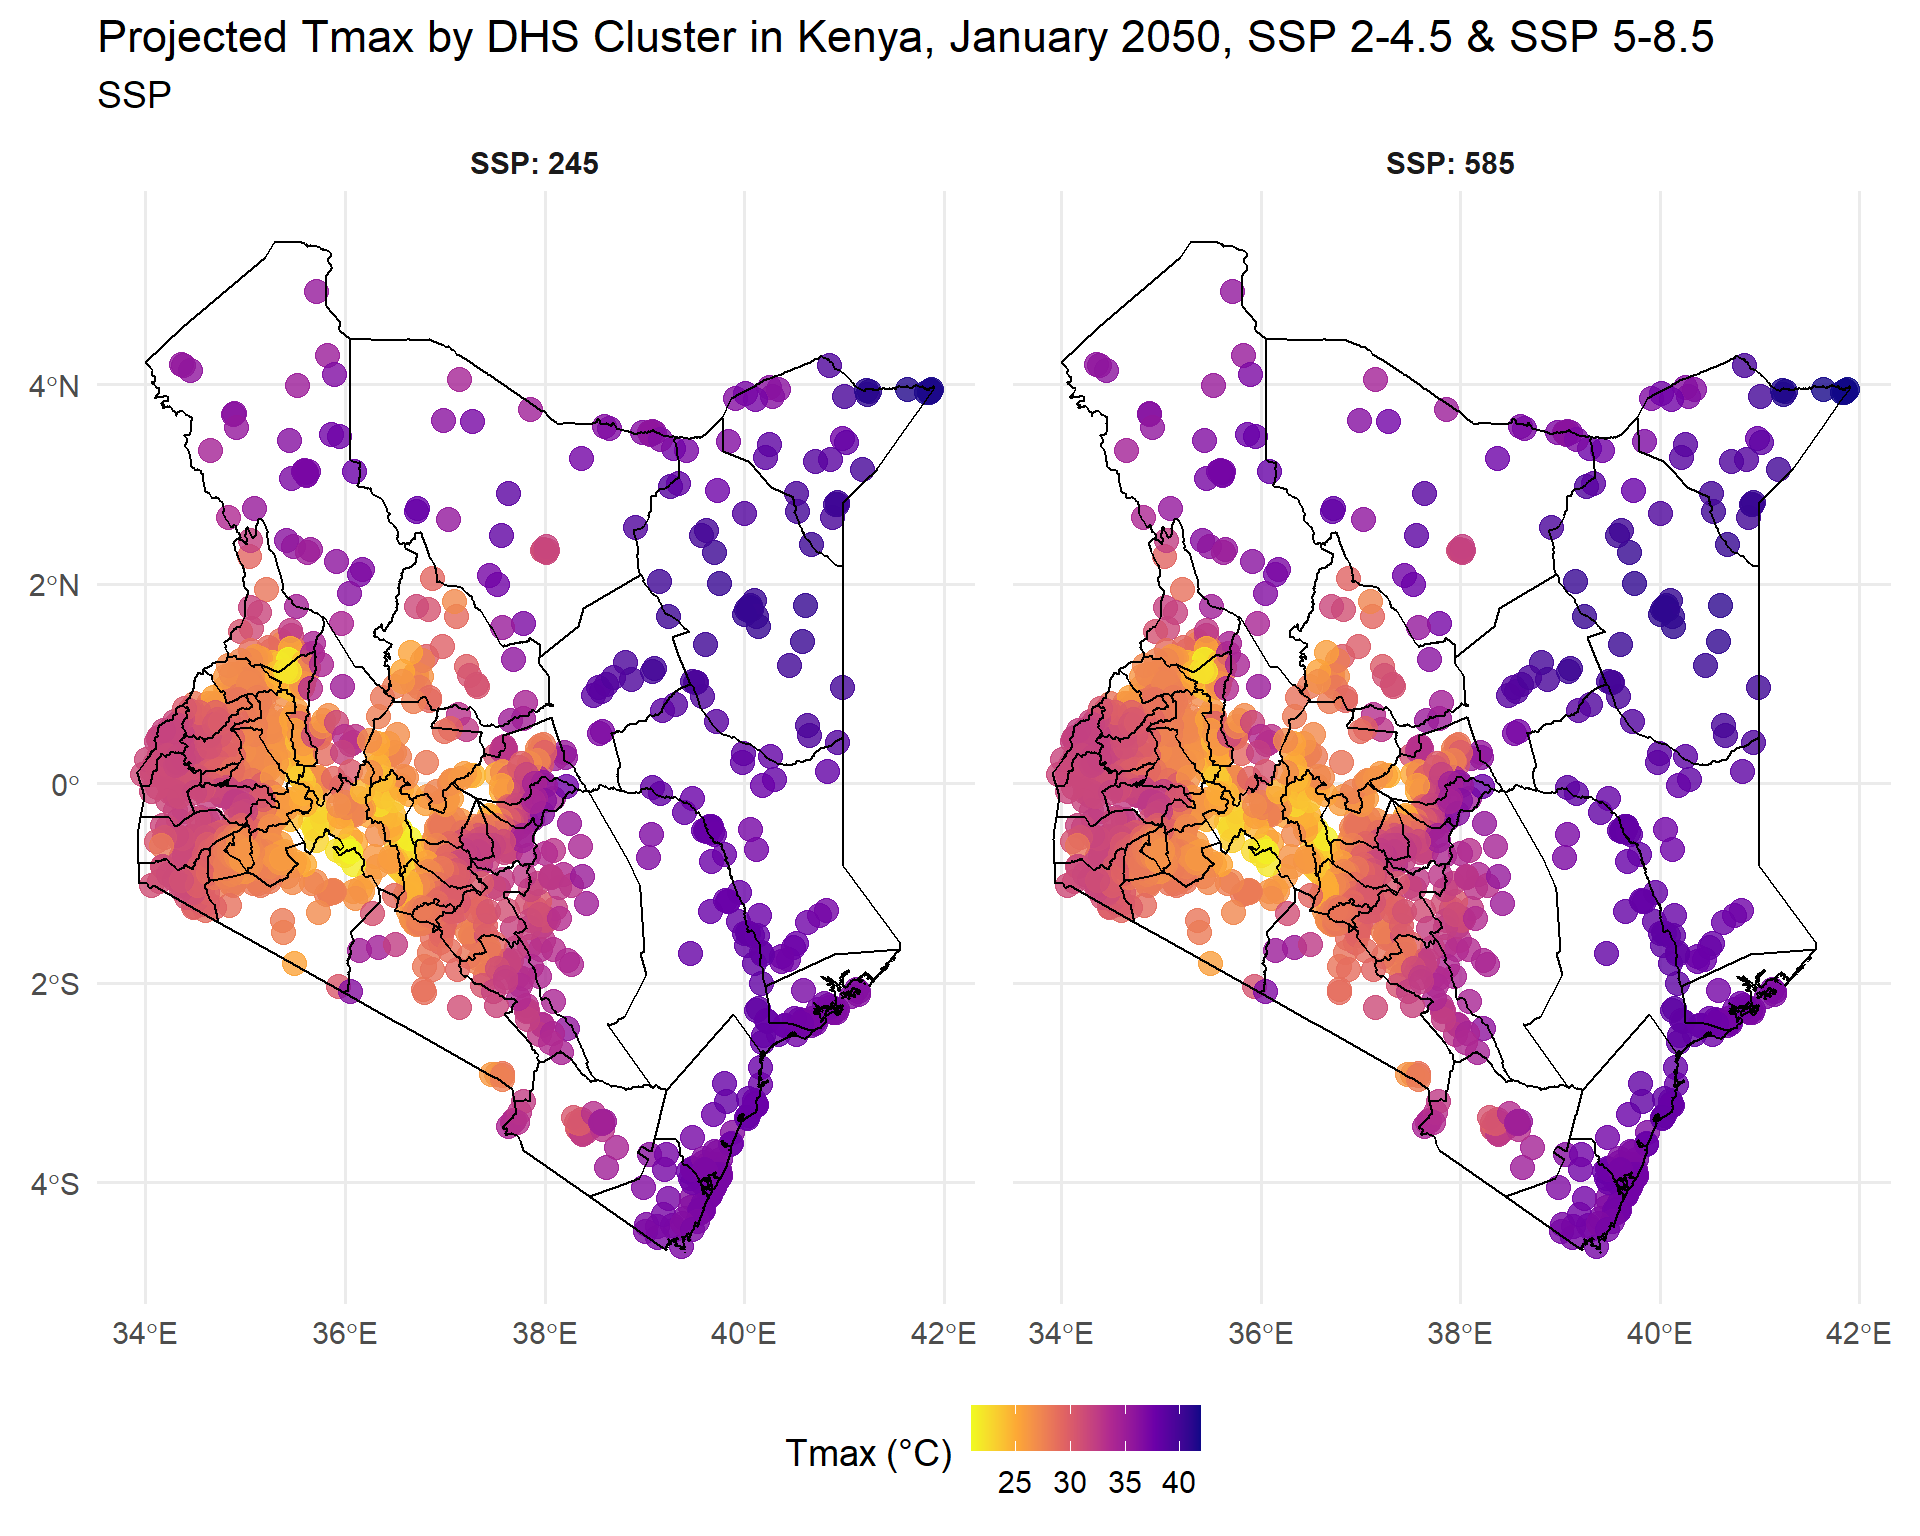 Projected Tmax by DHS Cluster in Kenya, January 2050, SSP 2-4.5 & SSP 5-8.5
SSP
SSP: 245
SSP: 585
4°N
2°N
0°
2°S
4°S
34°E
36°E
38°E
40°E
42°E
34°E
36°E
38°E
40°E
42°E
Tmax (°C)
25
30
35
40